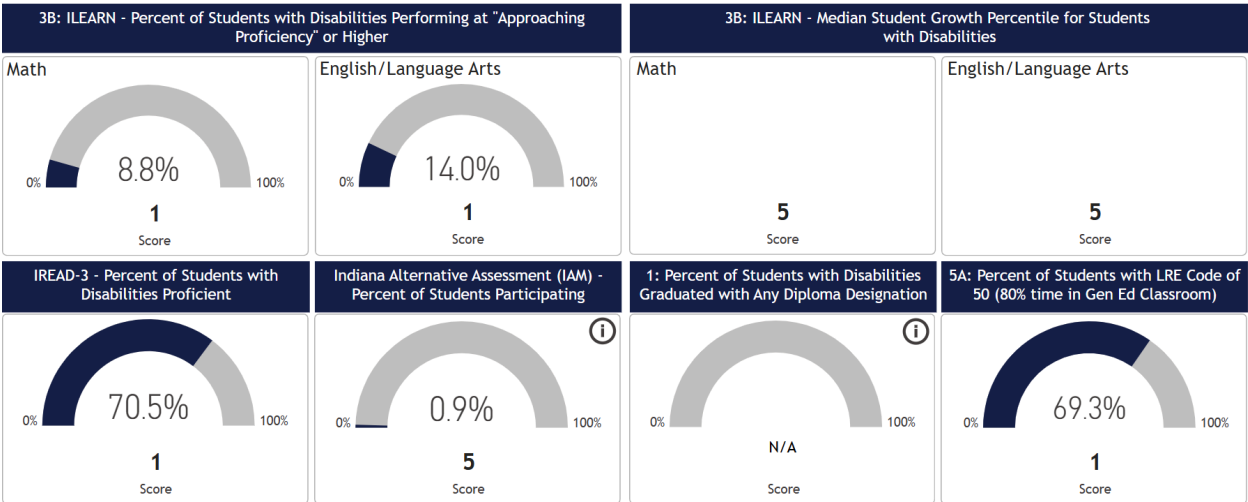 3B: ILEARN - Percent of Students with Disabilities Performing at "Approaching
Proficiency" or Higher
Math
0%
8.8%
100%
1
Score
English/Language Arts
0%
14.0%
100%
1
Score
3B: ILEARN - Median Student Growth Percentile for Students
with Disabilities
Math
5
Score
English/Language Arts
5
Score
IREAD-3 - Percent of Students with
Disabilities Proficient
0%
70.5%
100%
1
Score
Indiana Alternative Assessment (IAM) -
Percent of Students Participating
i
0%
0.9%
100%
5
Score
1: Percent of Students with Disabilities
Graduated with Any Diploma Designation
i
0%
100%
N/A
Score
5A: Percent of Students with LRE Code of
50 (80% time in Gen Ed Classroom)
0%
69.3%
100%
1
Score